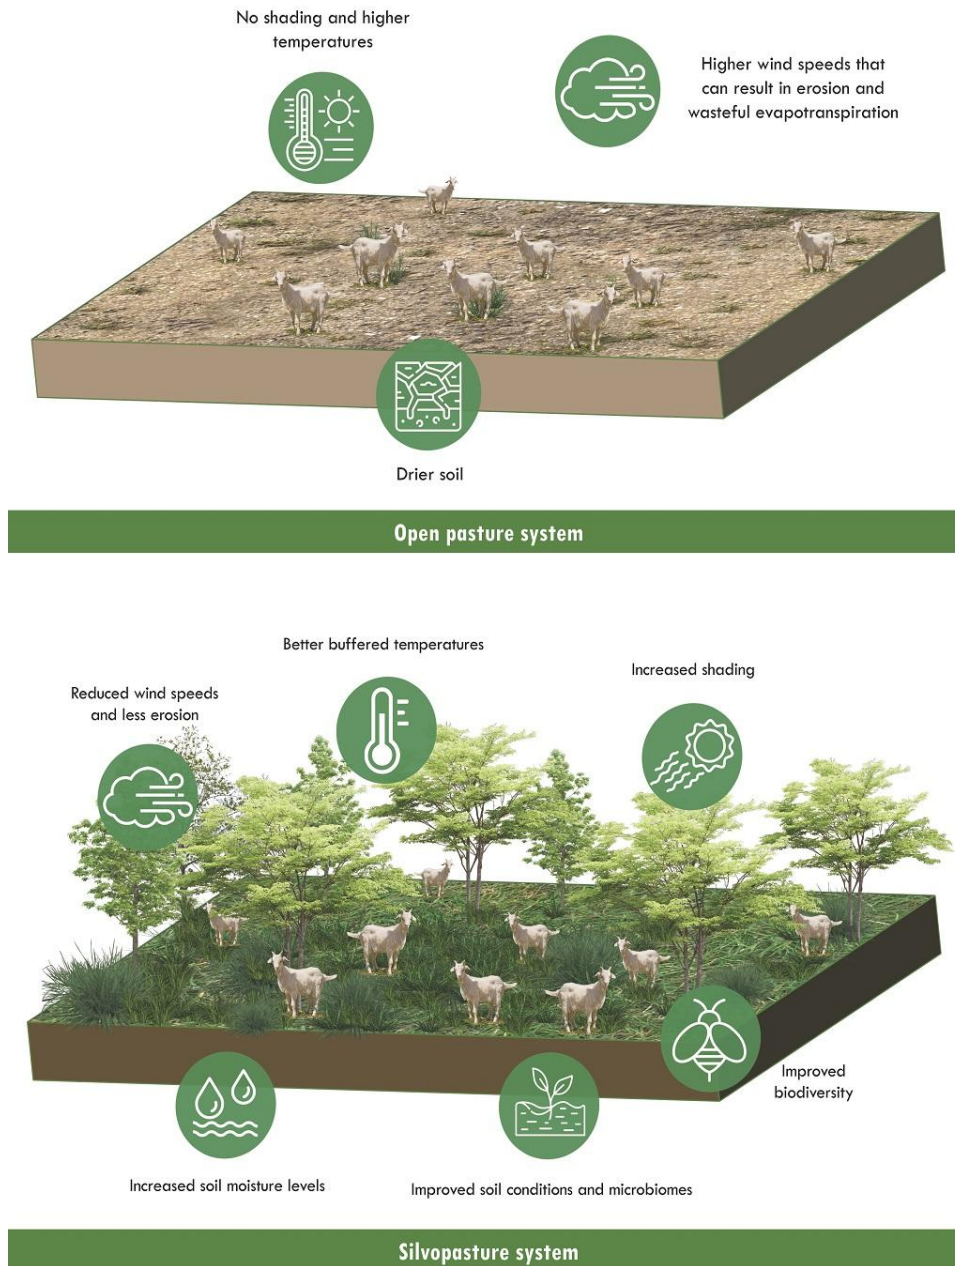 No shading and higher
temperatures
Higher wind speeds that
can result in erosion and
wasteful evapotranspiration
Drier soil
Open pasture system
Better buffered temperatures
Increased shading
Reduced wind speeds
and less erosion
Improved
biodiversity
Increased soil moisture levels
Improved soil conditions and microbiomes
Silvopasture system